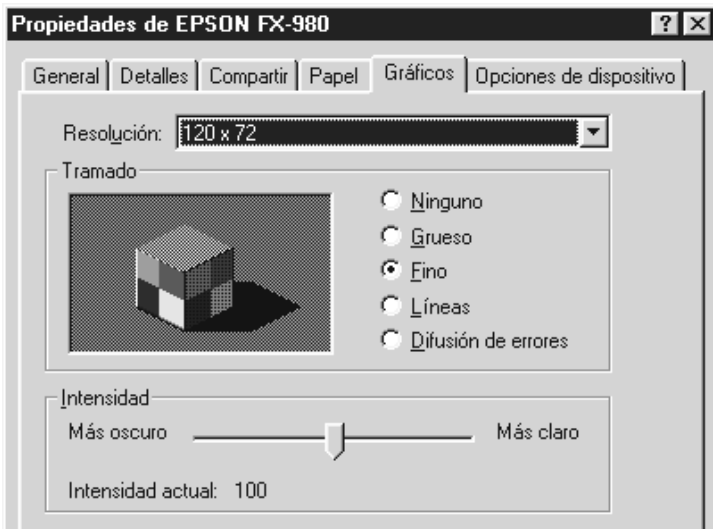 Propiedades de EPSON FX-980
General Detalles Compartir Papel Gráficos Opciones de dispositivo
Resolución: 120 x 72
Tramado
Ninguno
Grueso
Fino
Líneas
Difusión de errores
Intensidad
Más oscuro Más claro
Intensidad actual: 100